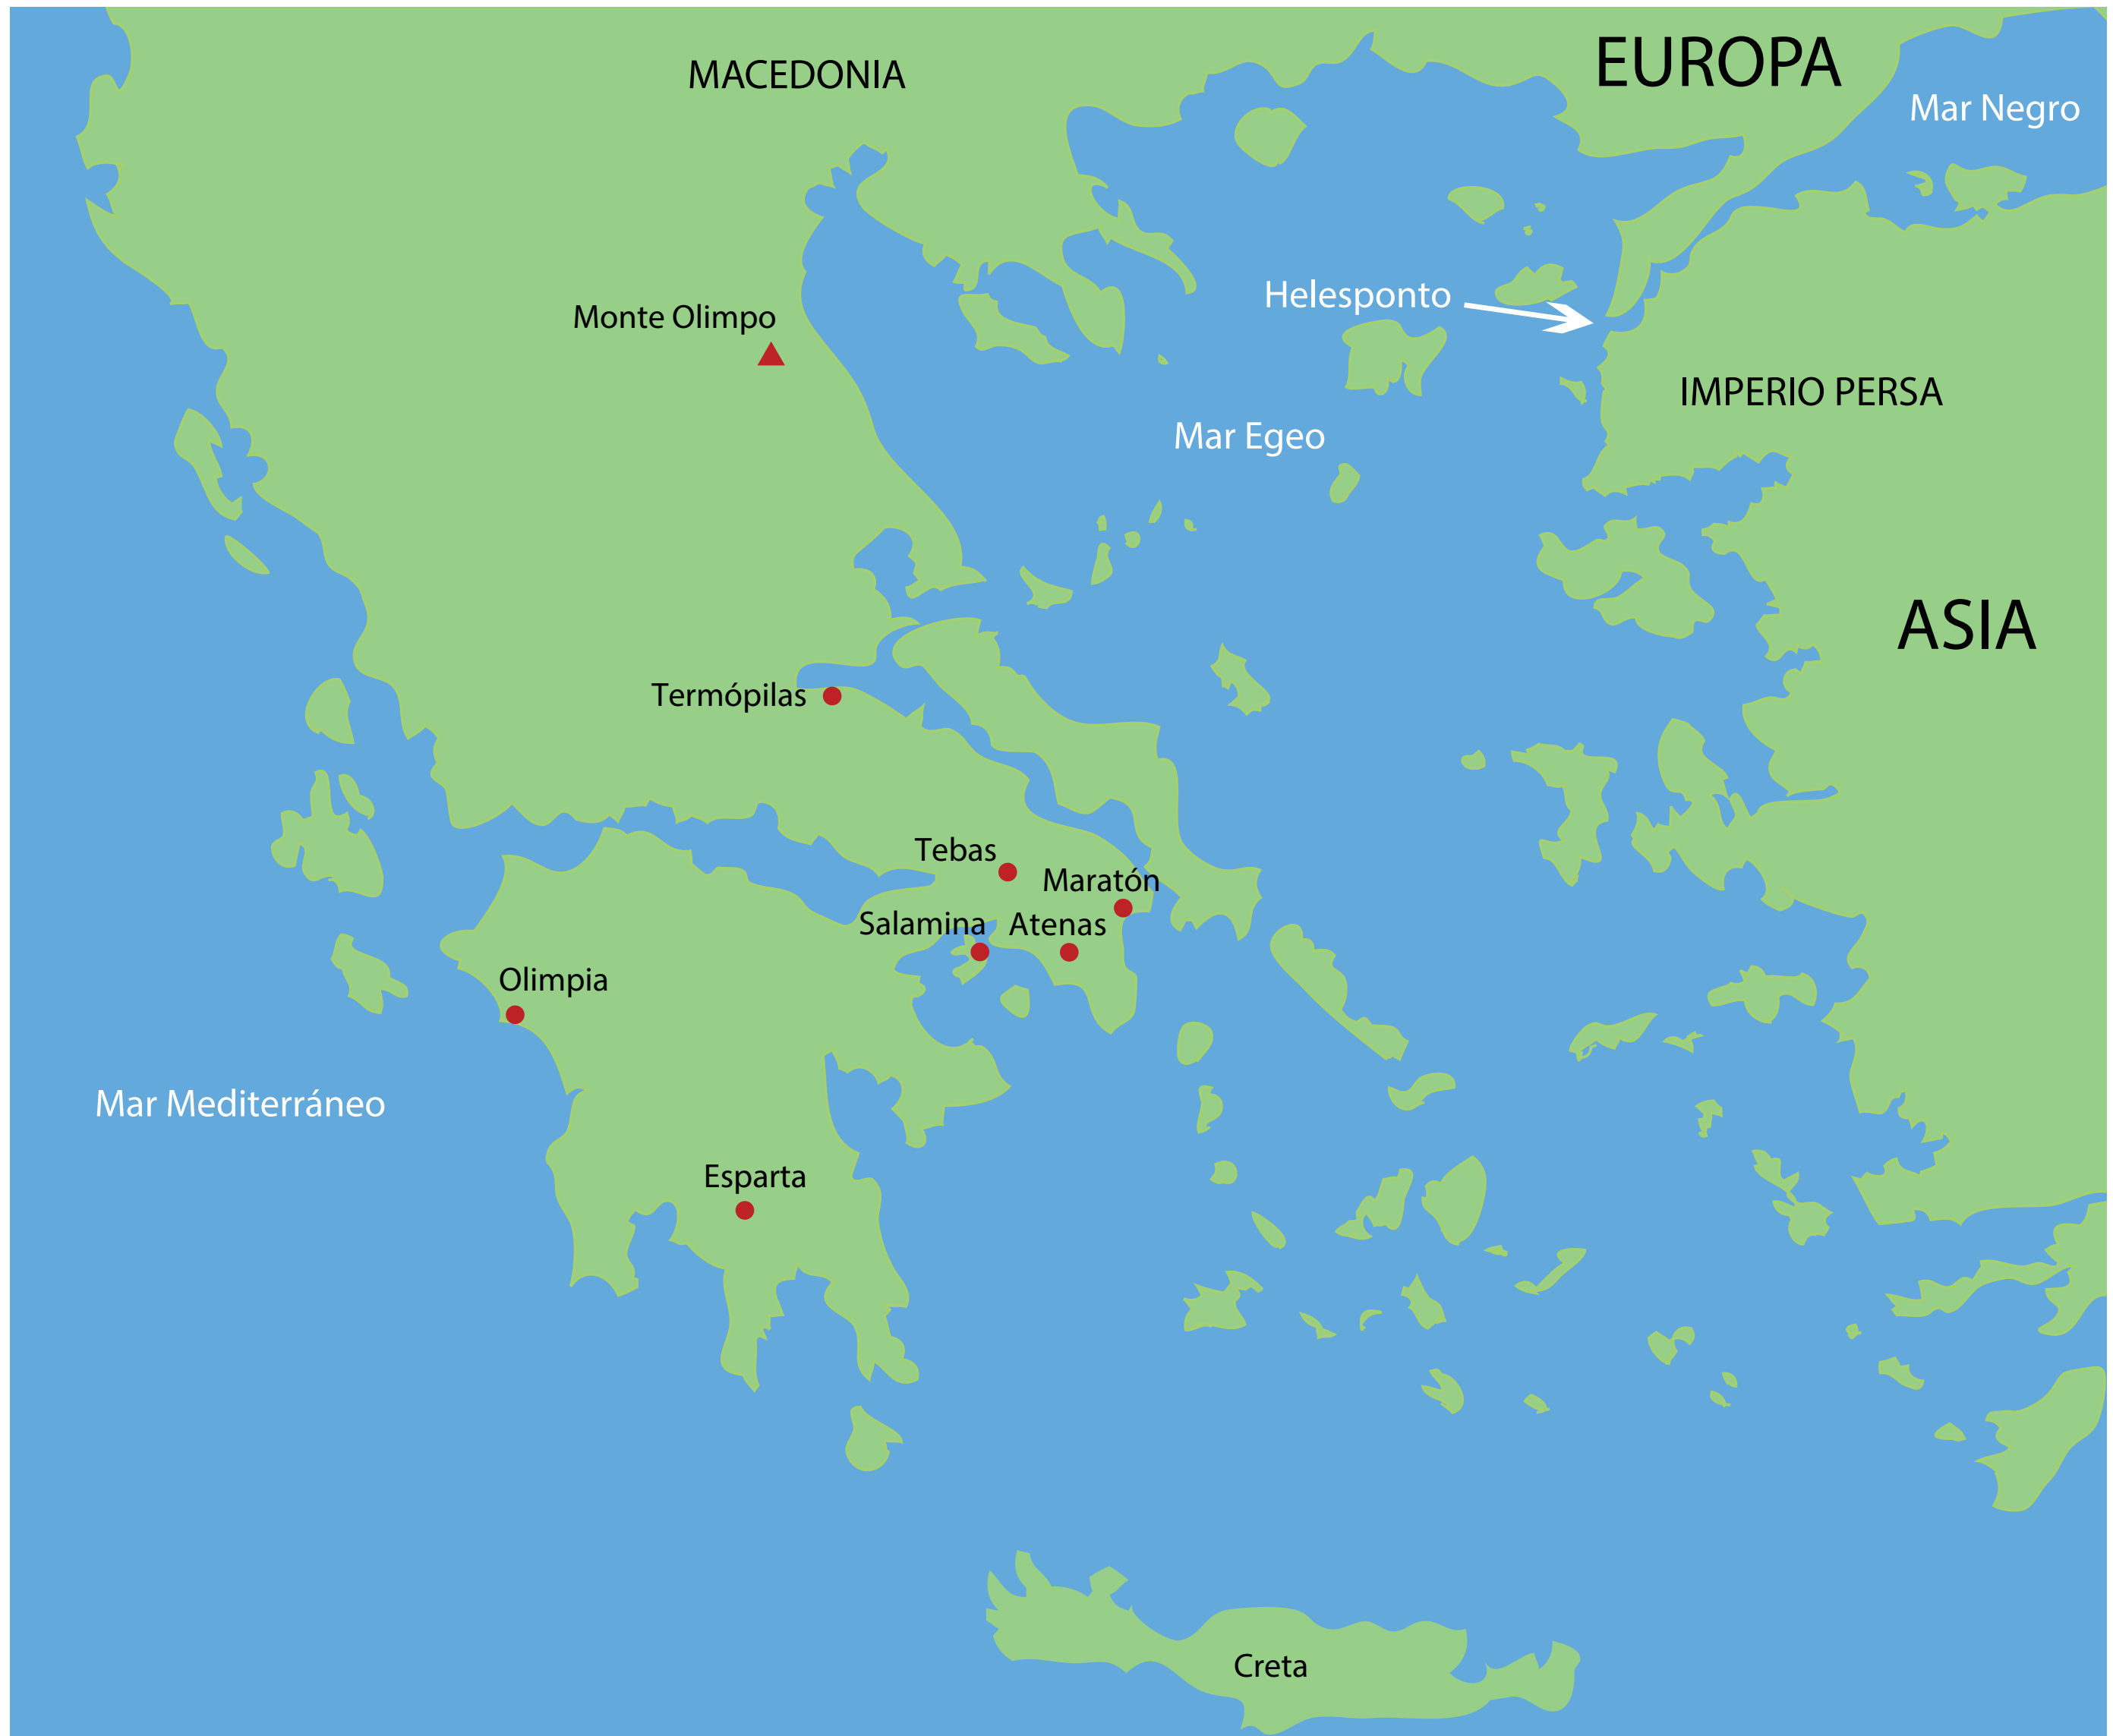 EUROPA
MACEDONIA
Mar Negro
Helesponto
Monte Olimpo
IMPERIO PERSA
Mar Egeo
ASIA
Termópilas
Tebas
Maratón
Salamina
Atenas
Olimpia
Mar Mediterráneo
Esparta
Creta